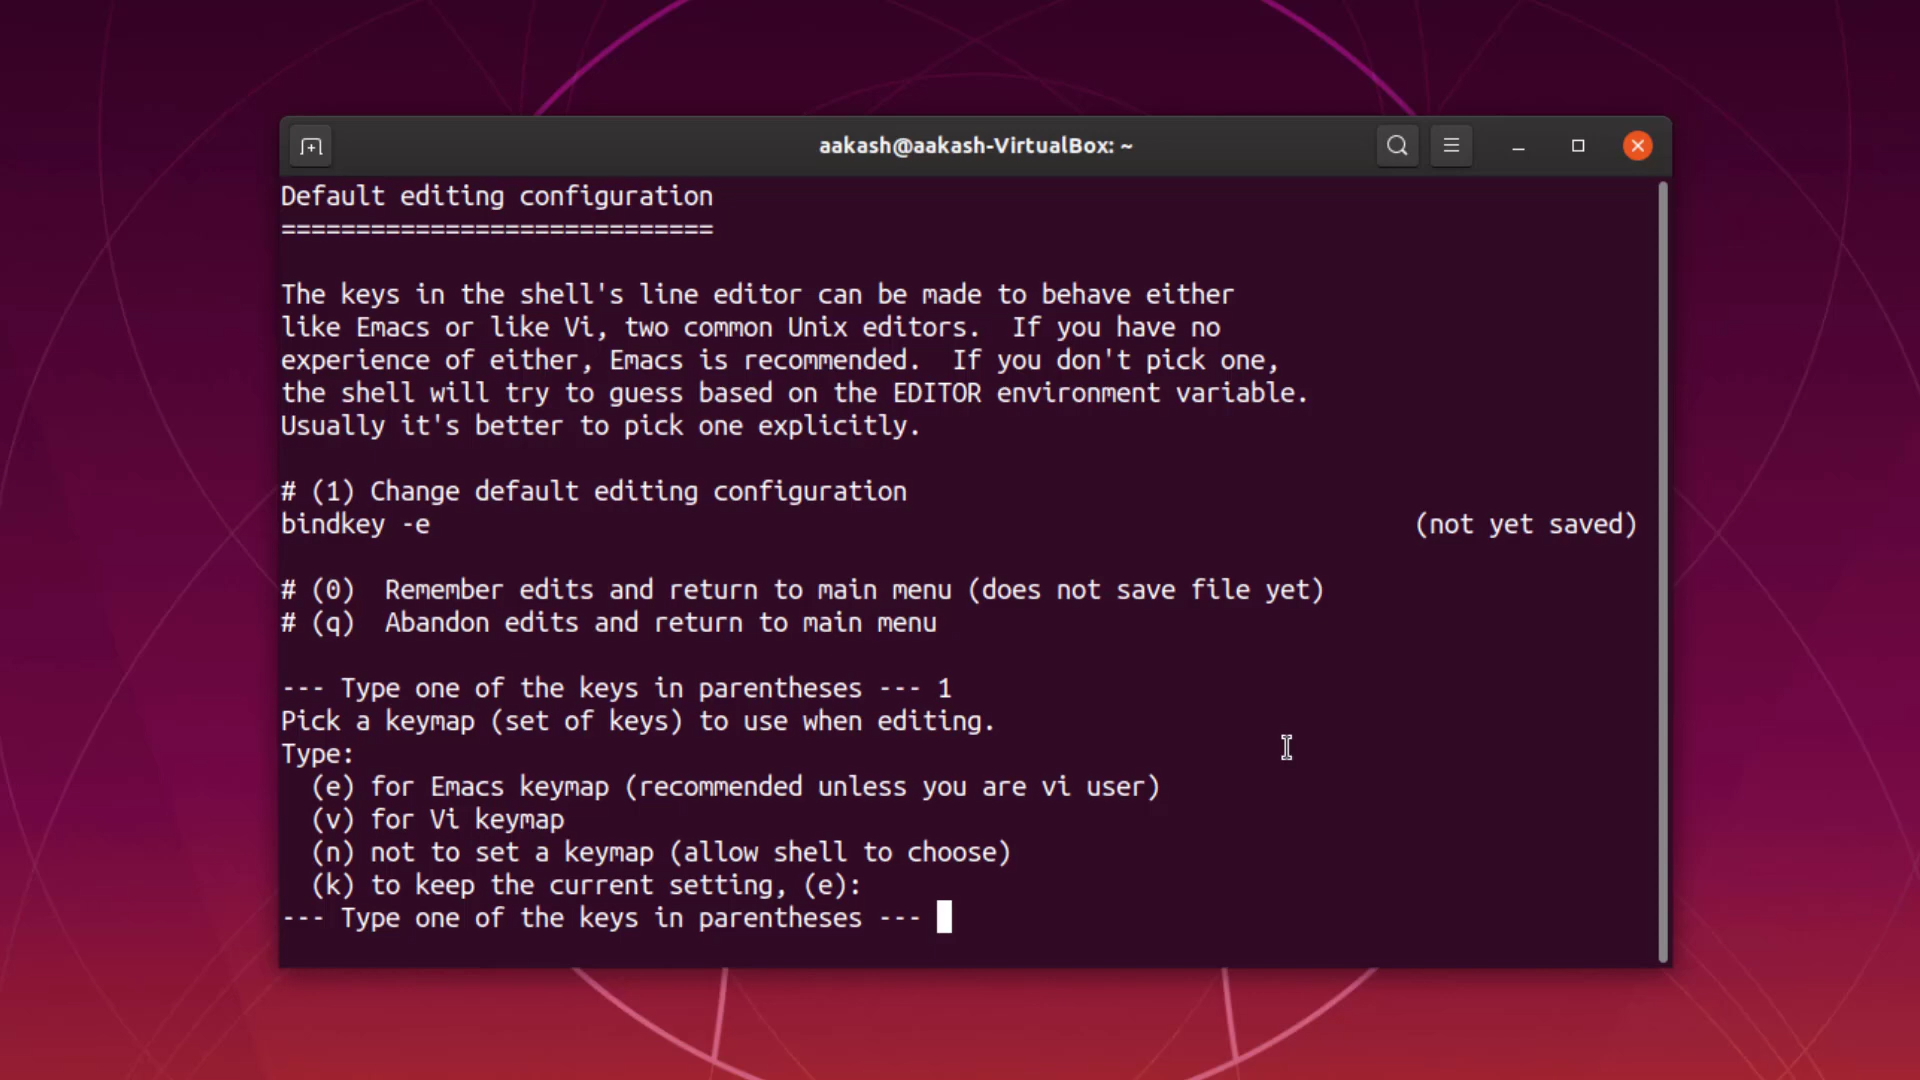 aakash@aakash-VirtualBox: ~
Default editing configuration
=============================
The keys in the shell's line editor can be made to behave either
like Emacs or like Vi, two common Unix editors.  If you have no
experience of either, Emacs is recommended.  If you don't pick one,
the shell will try to guess based on the EDITOR environment variable.
Usually it's better to pick one explicitly.
# (1) Change default editing configuration
bindkey -e (not yet saved)
# (0)  Remember edits and return to main menu (does not save file yet)
# (q)  Abandon edits and return to main menu
--- Type one of the keys in parentheses --- 1
Pick a keymap (set of keys) to use when editing.
Type:
  (e) for Emacs keymap (recommended unless you are vi user)
  (v) for Vi keymap
  (n) not to set a keymap (allow shell to choose)
  (k) to keep the current setting, (e):
--- Type one of the keys in parentheses ---